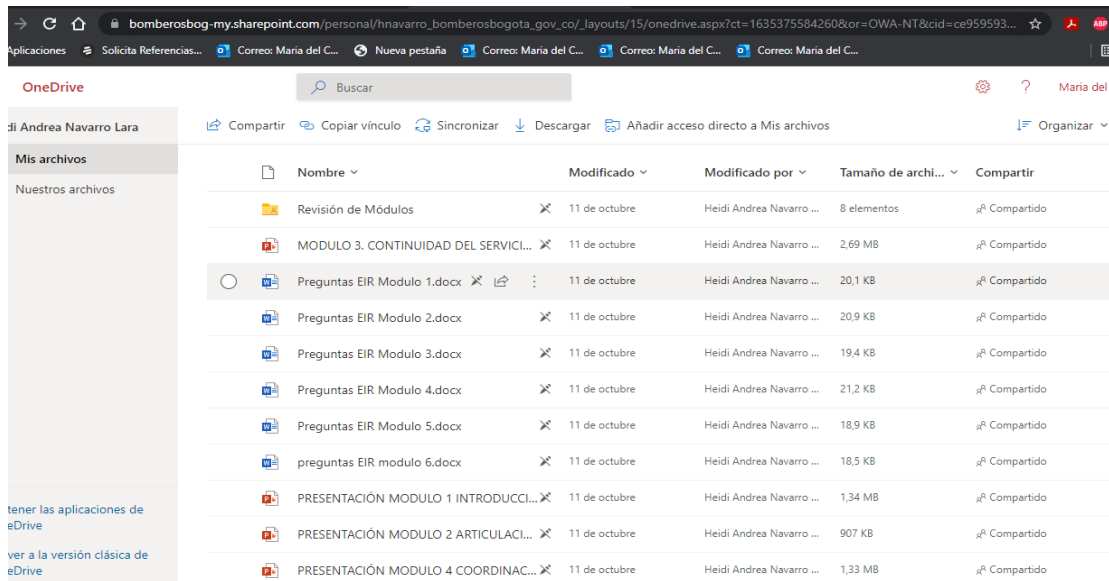 bomberosbog-my.sharepoint.com/personal/hnavarro_bomberosbogota_gov_co/_layouts/15/onedrive.aspx?ct=1635375584260&or=OWA-NT&cid=ce959593...
ABP
Aplicaciones Solicita Referencias... Correo: Maria del C... Nueva pestaña Correo: Maria del C... Correo: Maria del C... Correo: Maria del C...
OneDrive Buscar ? Maria del
di Andrea Navarro Lara Compartir Copiar vínculo Sincronizar Descargar Añadir acceso directo a Mis archivos Organizar
Mis archivos
Nuestros archivos
Nombre Modificado Modificado por Tamaño de archi... Compartir
Revisión de Módulos 11 de octubre Heidi Andrea Navarro ... 8 elementos Compartido
MODULO 3. CONTINUIDAD DEL SERVICI... 11 de octubre Heidi Andrea Navarro ... 2,69 MB Compartido
Preguntas EIR Modulo 1.docx 11 de octubre Heidi Andrea Navarro ... 20,1 KB Compartido
Preguntas EIR Modulo 2.docx 11 de octubre Heidi Andrea Navarro ... 20,9 KB Compartido
Preguntas EIR Modulo 3.docx 11 de octubre Heidi Andrea Navarro ... 19,4 KB Compartido
Preguntas EIR Modulo 4.docx 11 de octubre Heidi Andrea Navarro ... 21,2 KB Compartido
Preguntas EIR Modulo 5.docx 11 de octubre Heidi Andrea Navarro ... 18,9 KB Compartido
preguntas EIR modulo 6.docx 11 de octubre Heidi Andrea Navarro ... 18,5 KB Compartido
PRESENTACIÓN MODULO 1 INTRODUCCI... 11 de octubre Heidi Andrea Navarro ... 1,34 MB Compartido
PRESENTACIÓN MODULO 2 ARTICULACI... 11 de octubre Heidi Andrea Navarro ... 907 KB Compartido
PRESENTACIÓN MODULO 4 COORDINAC... 11 de octubre Heidi Andrea Navarro ... 1,33 MB Compartido
tener las aplicaciones de
eDrive
ver a la versión clásica de
eDrive